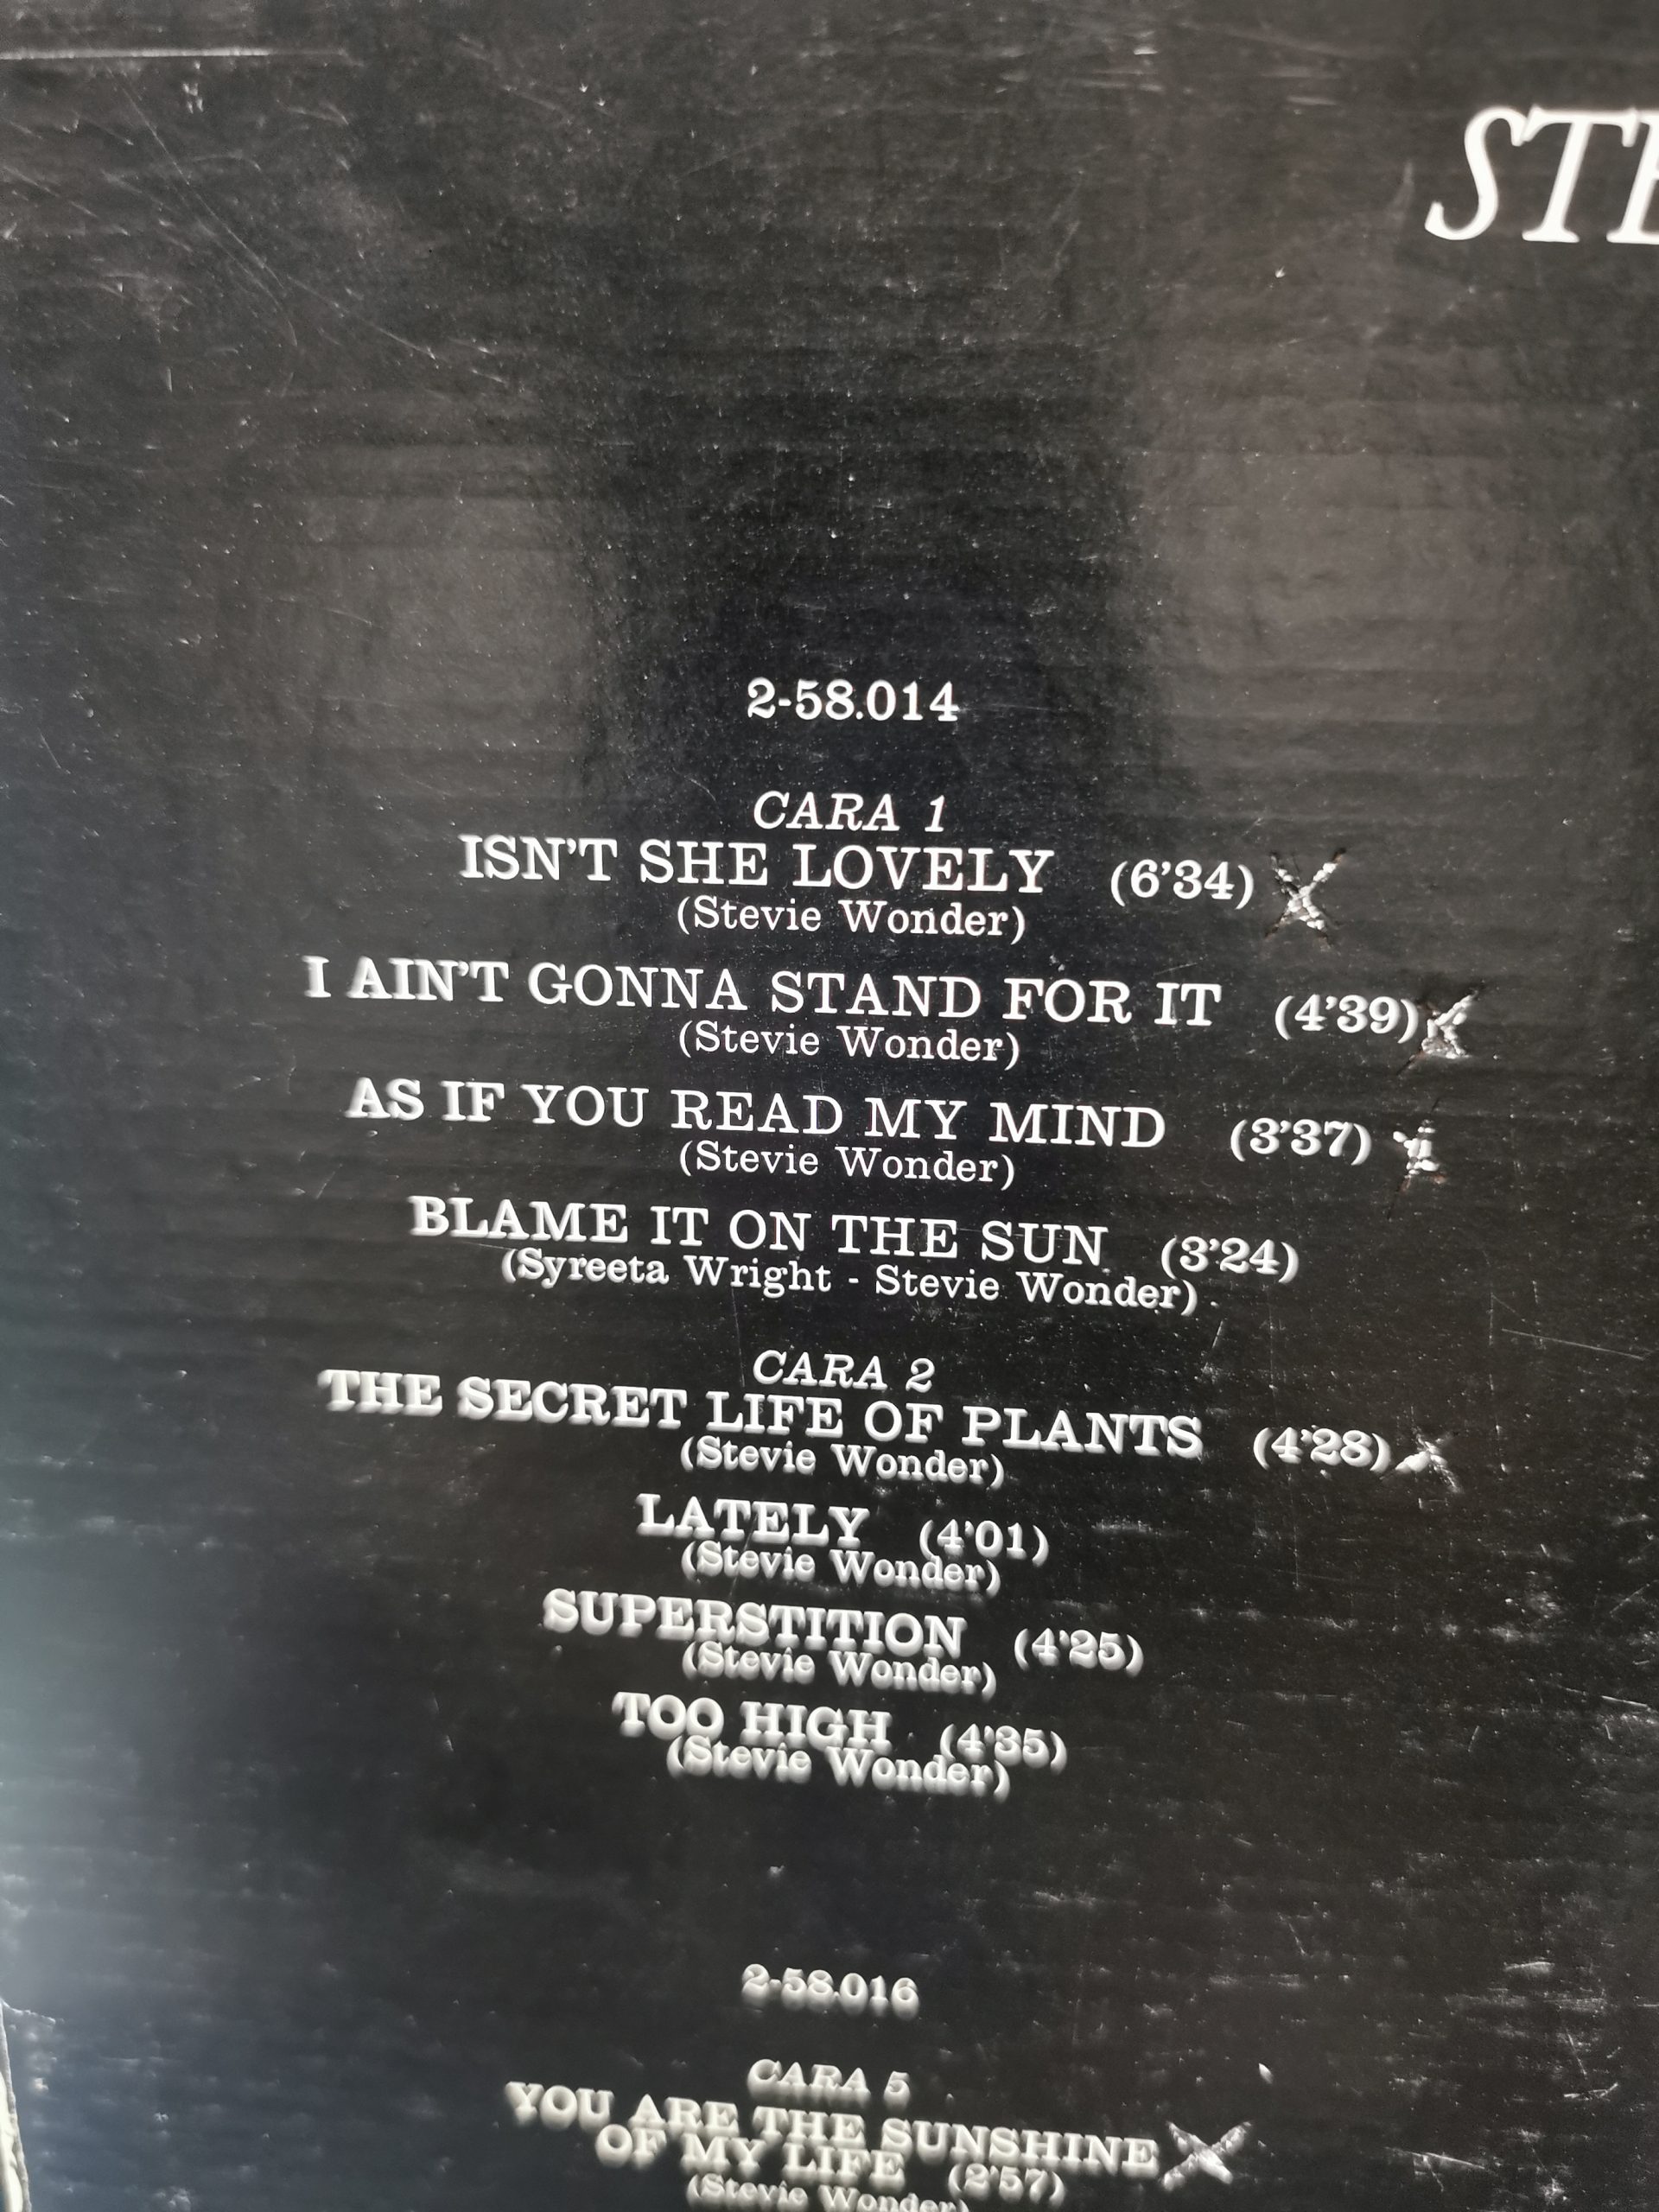 STE
2-58.014
CARA 1
ISN'T SHE LOVELY (6'34)
(Stevie Wonder)
I AIN'T GONNA STAND FOR IT (4'39)
(Stevie Wonder)
AS IF YOU READ MY MIND (3'37)
(Stevie Wonder)
BLAME IT ON THE SUN (3'24)
(Syreeta Wright - Stevie Wonder)
CARA 2
THE SECRET LIFE OF PLANTS (4'28)
(Stevie Wonder)
LATELY (4'01)
(Stevie Wonder)
SUPERSTITION (4'25)
(Stevie Wonder)
TOO HIGH (4'35)
(Stevie Wonder)
2-58.016
CARA 5
YOU ARE THE SUNSHINE
OF MY LIFE (2'57)
(Stevie Wonder)